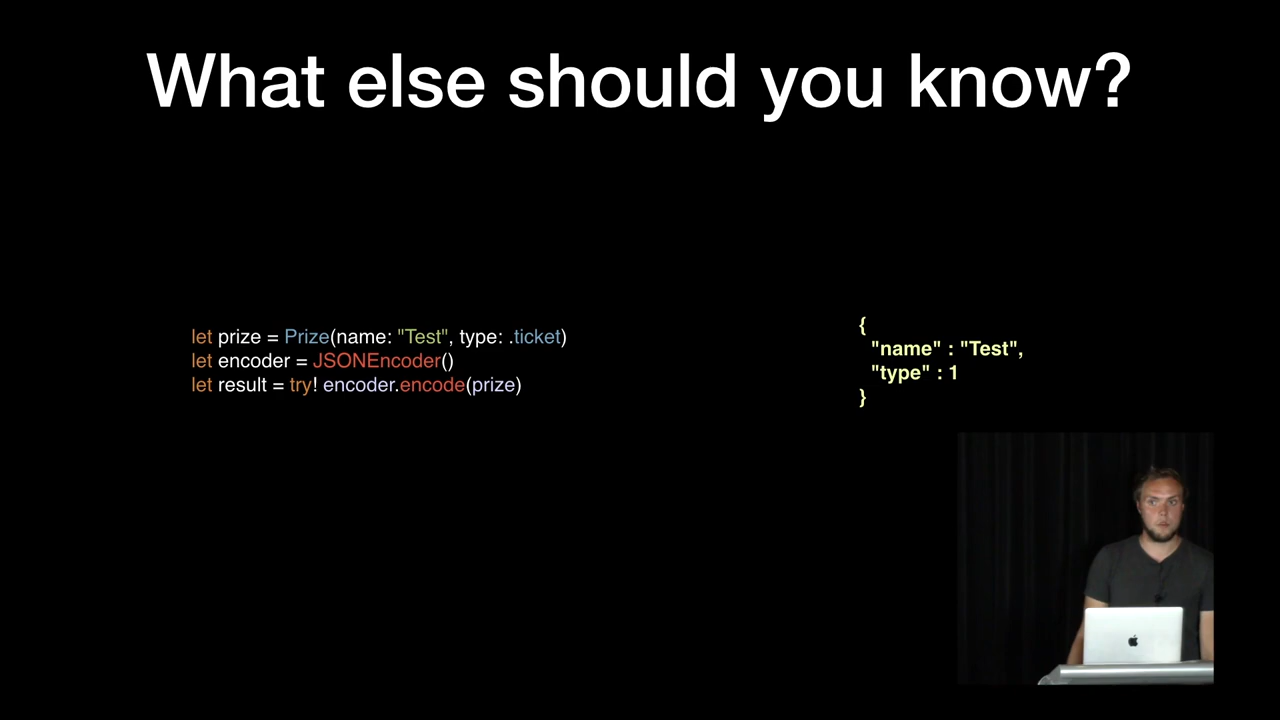 What else should you know?
let prize = Prize(name: "Test", type: .ticket)
let encoder = JSONEncoder()
let result = try! encoder.encode(prize)
{
"name" : "Test",
"type" : 1
}